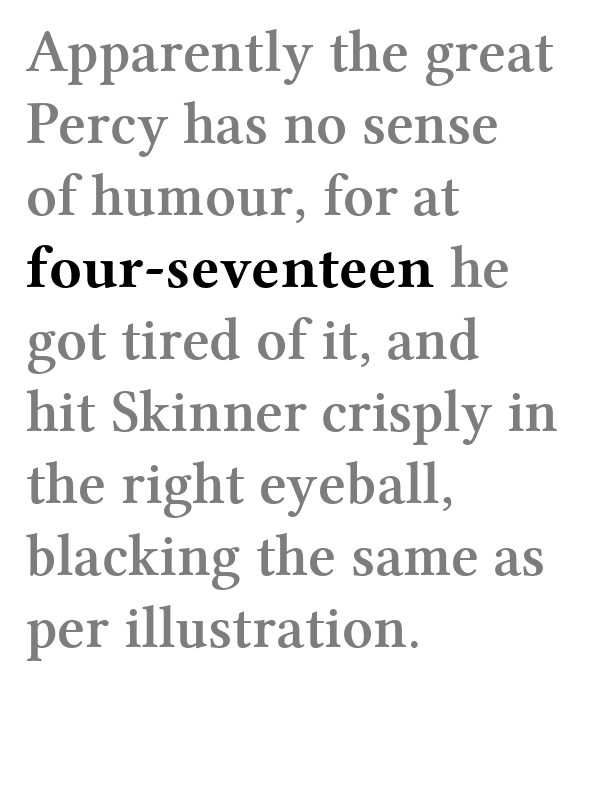 Apparently the great
Percy has no sense
of humour, for at
four-seventeen he
got tired of it, and
hit Skinner crisply in
the right eyeball,
blacking the same as
per illustration.